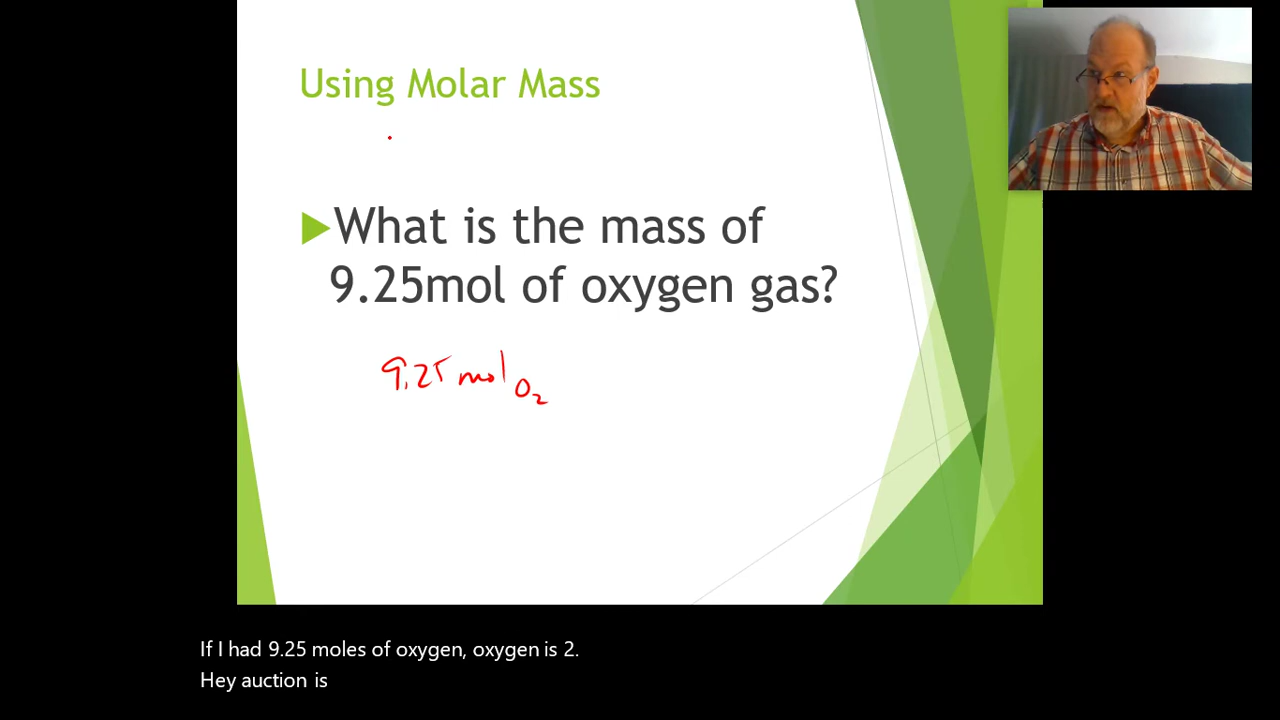 Using Molar Mass
What is the mass of
9.25mol of oxygen gas?
9.25 mol O2
If I had 9.25 moles of oxygen, oxygen is 2.
Hey auction is